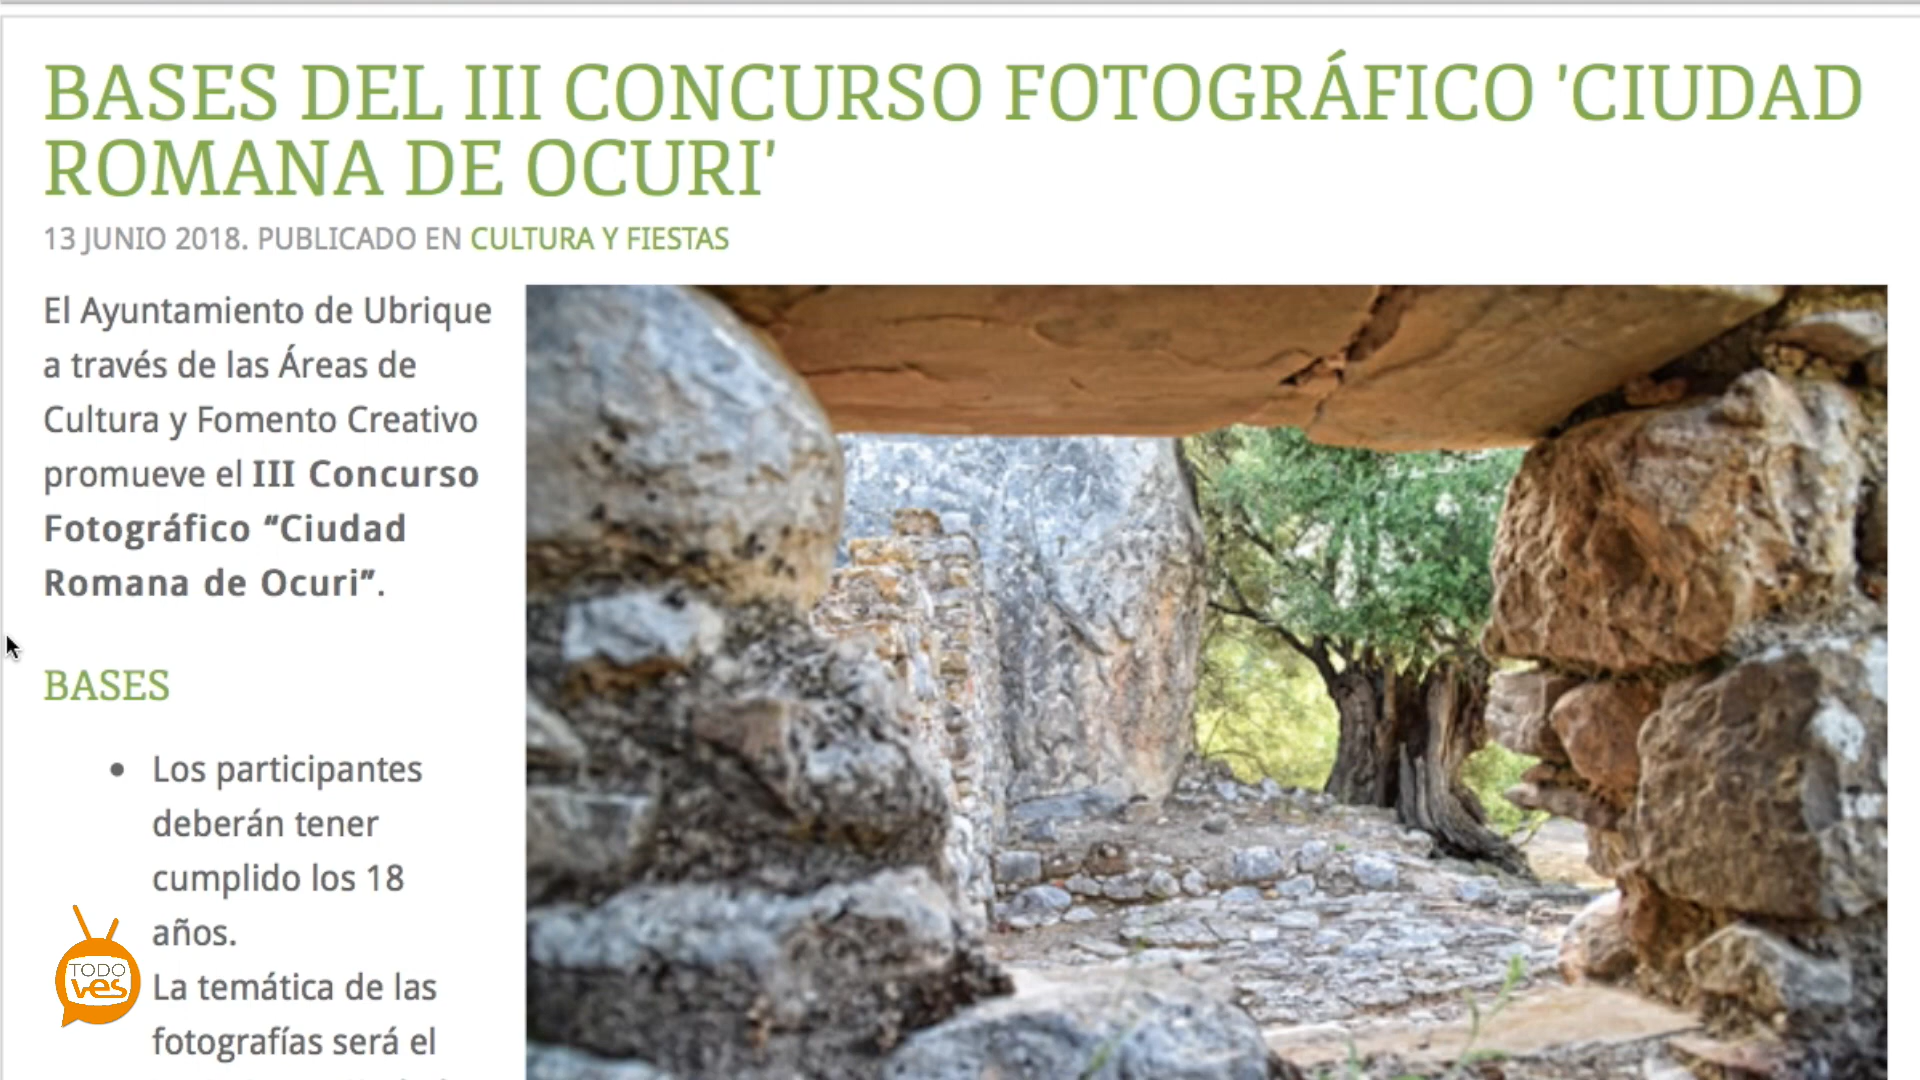 BASES DEL III CONCURSO FOTOGRÁFICO 'CIUDAD
ROMANA DE OCURI'
13 JUNIO 2018. PUBLICADO EN CULTURA Y FIESTAS
El Ayuntamiento de Ubrique
a través de las Áreas de
Cultura y Fomento Creativo
promueve el III Concurso
Fotográfico “Ciudad
Romana de Ocuri”.
BASES
• Los participantes
deberán tener
cumplido los 18
años.
La temática de las
fotografías será el
TODO
ves